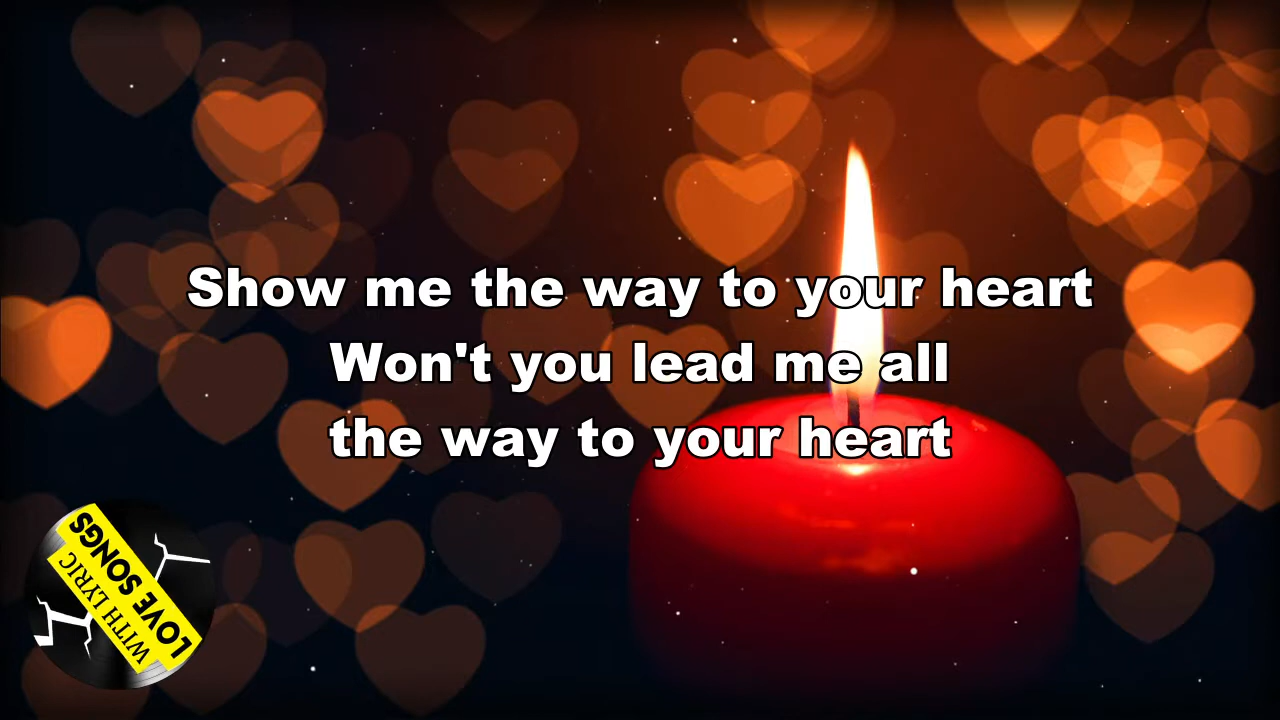 Show me the way to your heart
Won't you lead me all
the way to your heart
LOVE SONGS
WITH LYRIC